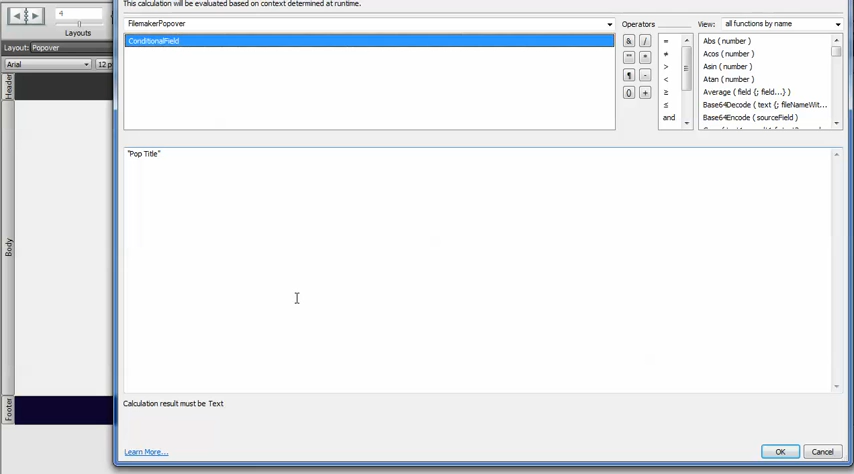 This calculation will be evaluated based on context determined at runtime.
FilemakerPopover
Operators
View: all functions by name
4
Layouts
Layout: Popover
Arial
12 p
Header
Body
Footer
ConditionalField
& /
"" *
¶ -
() +
=
≠
>
<
≥
≤
and
Abs ( number )
Acos ( number )
Asin ( number )
Atan ( number )
Average ( field {; field...} )
Base64Decode ( text {; fileNameWit...
Base64Encode ( sourceField )
"Pop Title"
Calculation result must be Text
Learn More...
OK
Cancel